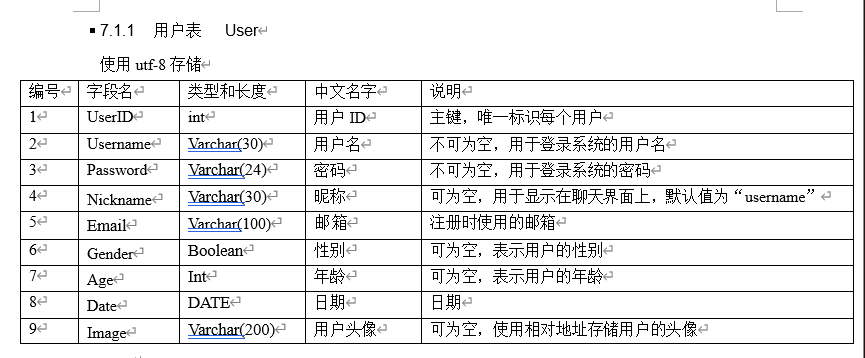 7.1.1 用户表 User
使用 utf-8 存储
编号 字段名 类型和长度 中文名字 说明
1 UserID int 用户 ID 主键，唯一标识每个用户
2 Username Varchar(30) 用户名 不可为空，用于登录系统的用户名
3 Password Varchar(24) 密码 不可为空，用于登录系统的密码
4 Nickname Varchar(30) 昵称 可为空，用于显示在聊天界面上，默认值为“username”
5 Email Varchar(100) 邮箱 注册时使用的邮箱
6 Gender Boolean 性别 可为空，表示用户的性别
7 Age Int 年龄 可为空，表示用户的年龄
8 Date DATE 日期 日期
9 Image Varchar(200) 用户头像 可为空，使用相对地址存储用户的头像